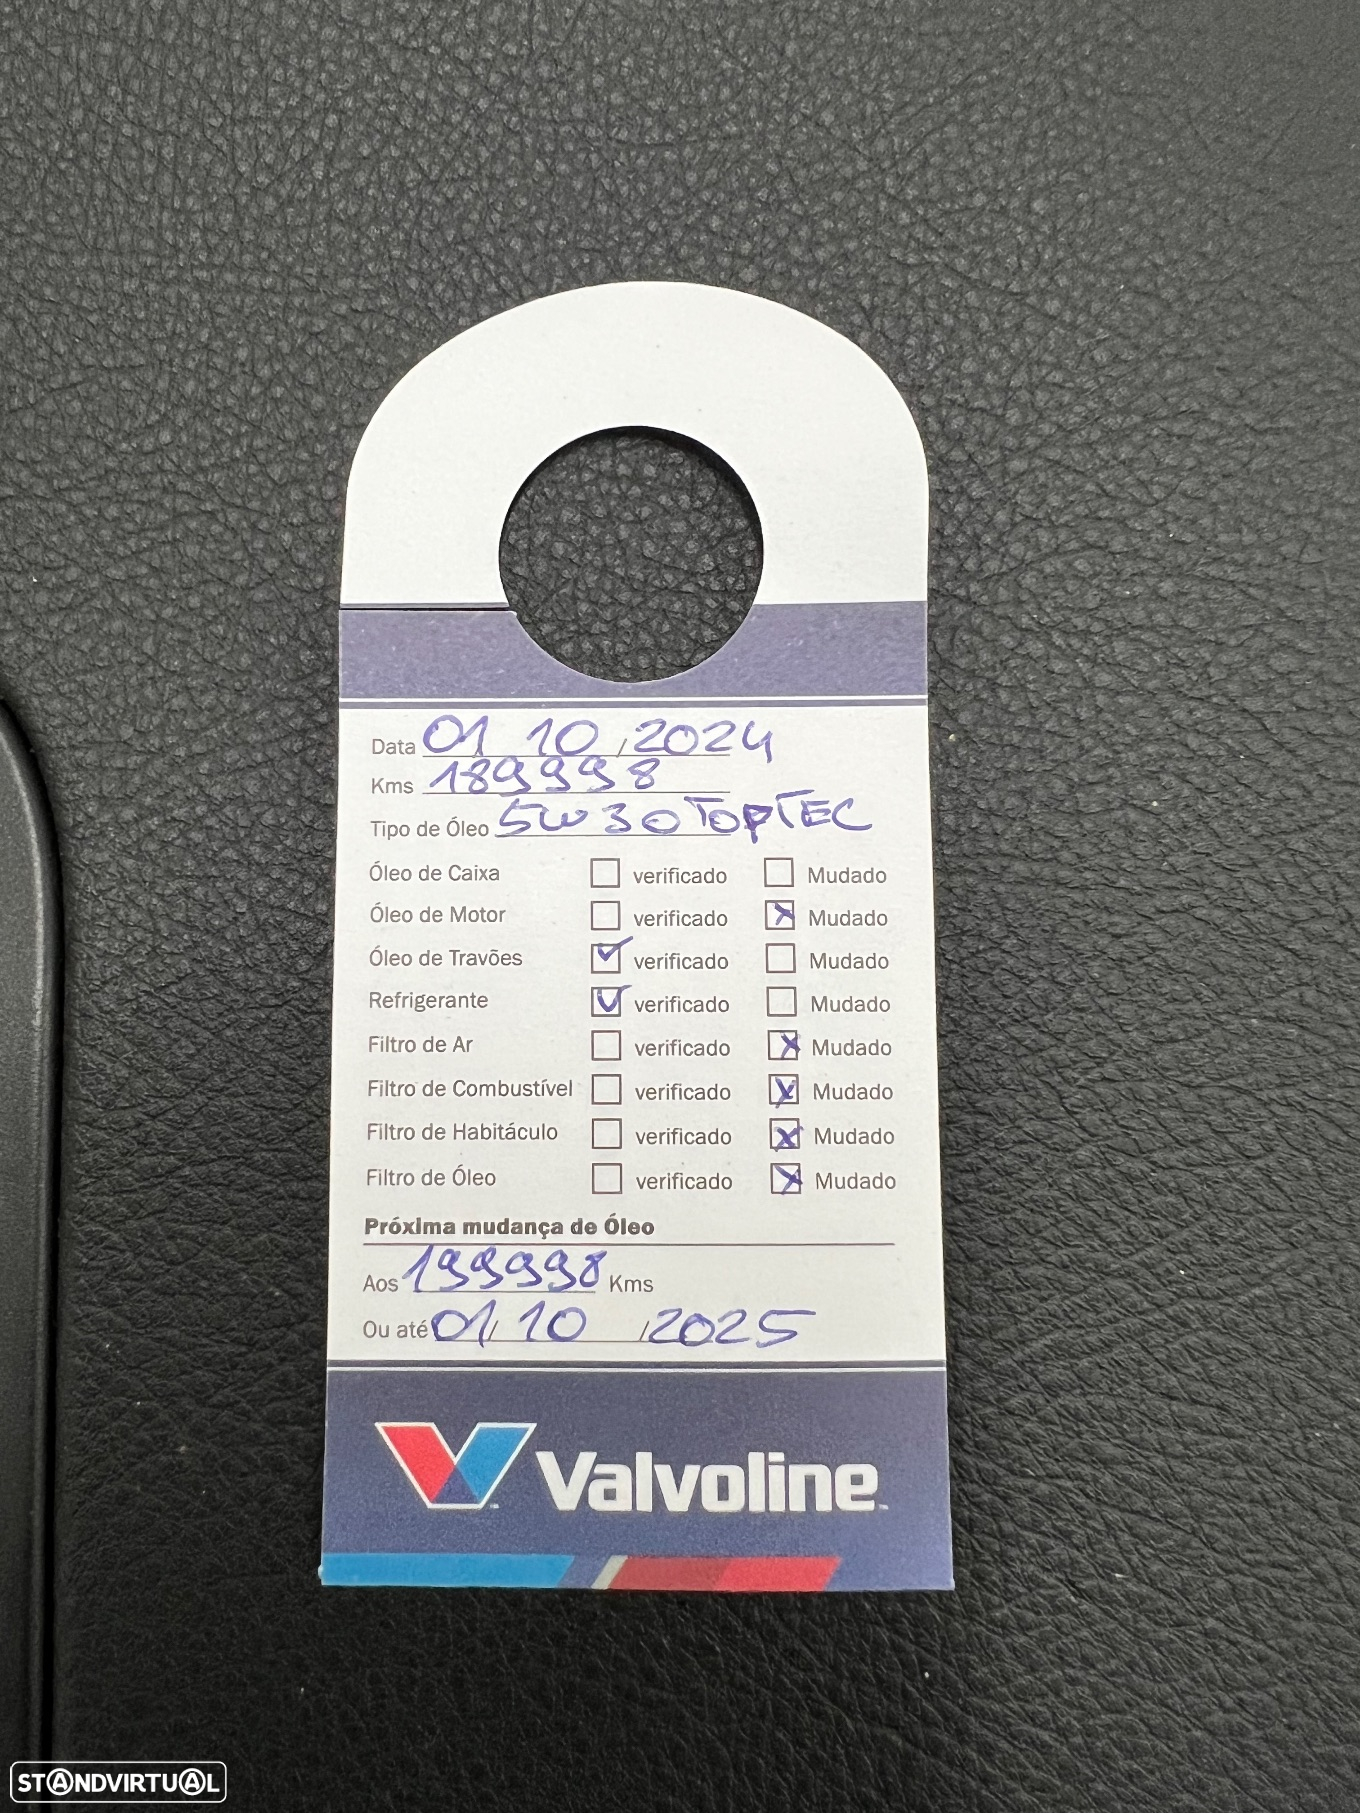 Data 01 10 / 2024
Kms 189998
Tipo de Óleo 5W30 TopTEC
Óleo de Caixa verificado Mudado
Óleo de Motor verificado Mudado
Óleo de Travões verificado Mudado
Refrigerante verificado Mudado
Filtro de Ar verificado Mudado
Filtro de Combustível verificado Mudado
Filtro de Habitáculo verificado Mudado
Filtro de Óleo verificado Mudado
Próxima mudança de Óleo
Aos 199998 Kms
Ou até 01/ 10 /2025
Valvoline
STANDVIRTUAL